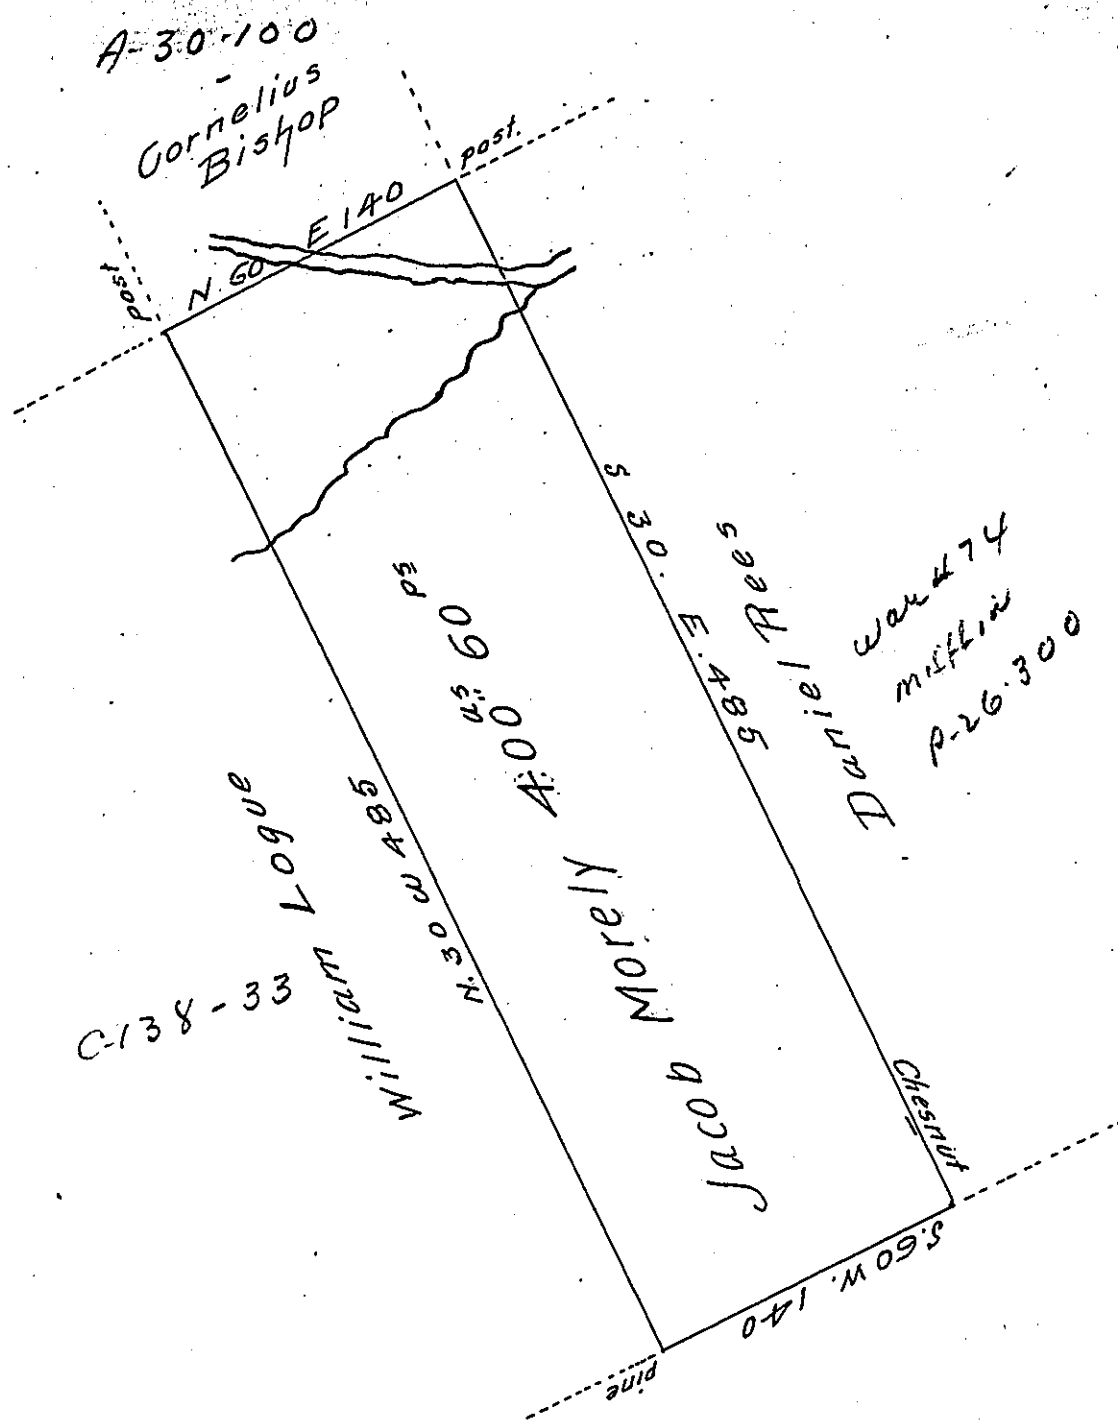 A-30-100
Cornelius
Bishop
post.
post
N. 60 E 140
S 30. E. 485
Daniel Rees
War 4474
Mifflin
P-26-300
400 as. 60 ps
Jacob Morely
N. 30 W 485
William Logue
C-138-33
Chesnut
S. 60 W. 140
pine